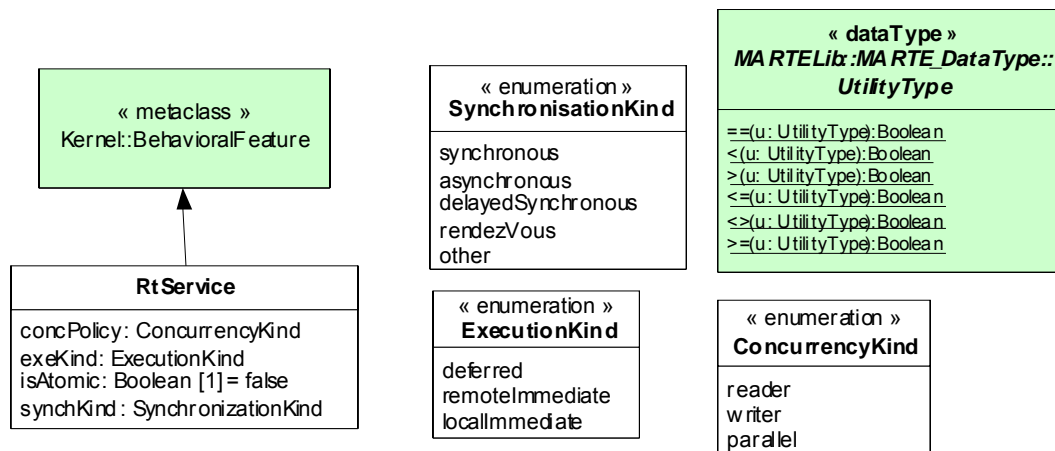 « metaclass »
Kernel::BehavioralFeature
RtService
concPolicy: ConcurrencyKind
exeKind: ExecutionKind
isAtomic: Boolean [1] = false
synchKind: SynchronizationKind
« enumeration »
SynchronisationKind
synchronous
asynchronous
delayedSynchronous
rendezVous
other
« enumeration »
ExecutionKind
deferred
remoteImmediate
localImmediate
« dataType »
MARTELib::MARTE_DataType::
UtilityType
==(u: UtilityType):Boolean
<(u: UtilityType):Boolean
>(u: UtilityType):Boolean
<=(u: UtilityType):Boolean
<>(u: UtilityType):Boolean
>=(u: UtilityType):Boolean
« enumeration »
ConcurrencyKind
reader
writer
parallel